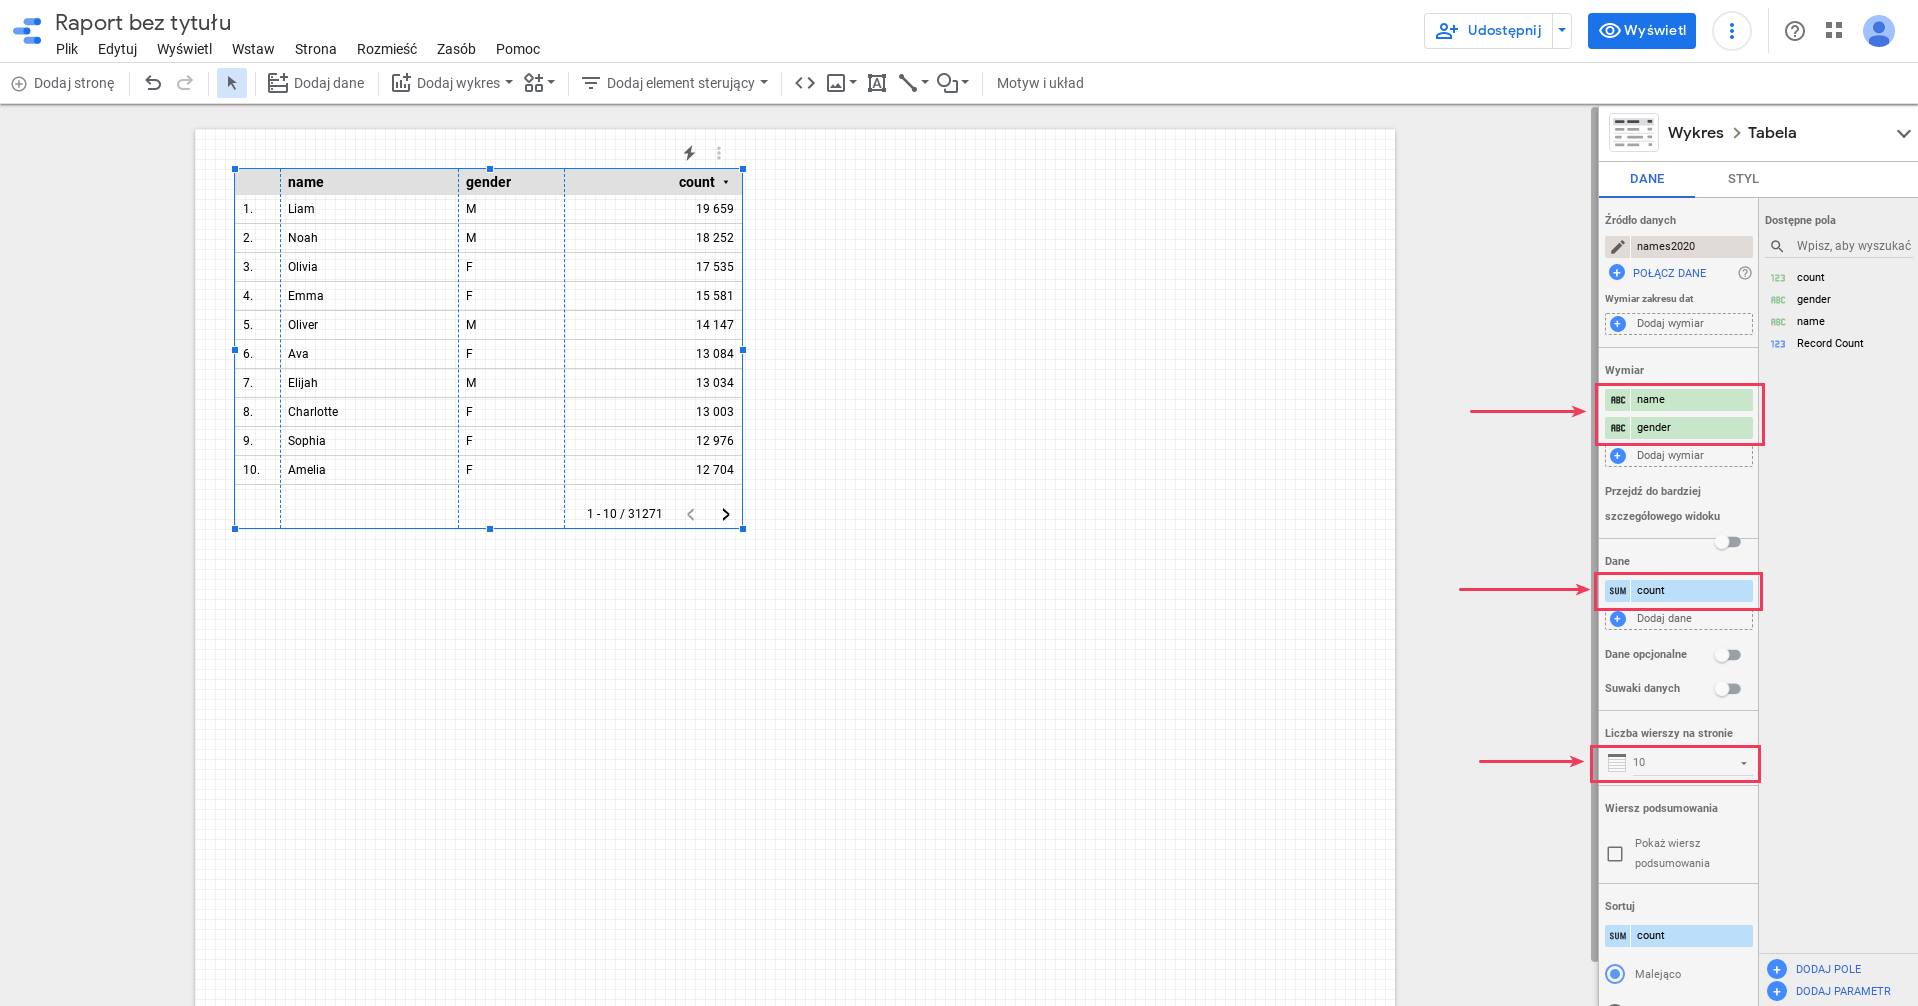 Raport bez tytułu
Plik Edytuj Wyświetl Wstaw Strona Rozmieść Zasób Pomoc
Udostępnij
Wyświetl
Dodaj stronę
Dodaj dane
Dodaj wykres
Dodaj element sterujący
Motyw i układ
name gender count
1. Liam M 19 659
2. Noah M 18 252
3. Olivia F 17 535
4. Emma F 15 581
5. Oliver M 14 147
6. Ava F 13 084
7. Elijah M 13 034
8. Charlotte F 13 003
9. Sophia F 12 976
10. Amelia F 12 704
1 - 10 / 31271
Wykres > Tabela
DANE STYL
Źródło danych
names2020
POŁĄCZ DANE
Wymiar zakresu dat
Dodaj wymiar
Wymiar
ABC name
ABC gender
Dodaj wymiar
Przejdź do bardziej
szczegółowego widoku
Dane
SUM count
Dodaj dane
Dane opcjonalne
Suwaki danych
Liczba wierszy na stronie
10
Wiersz podsumowania
Pokaż wiersz
podsumowania
Sortuj
SUM count
Malejąco
Dostępne pola
Wpisz, aby wyszukać
123 count
ABC gender
ABC name
123 Record Count
DODAJ POLE
DODAJ PARAMETR